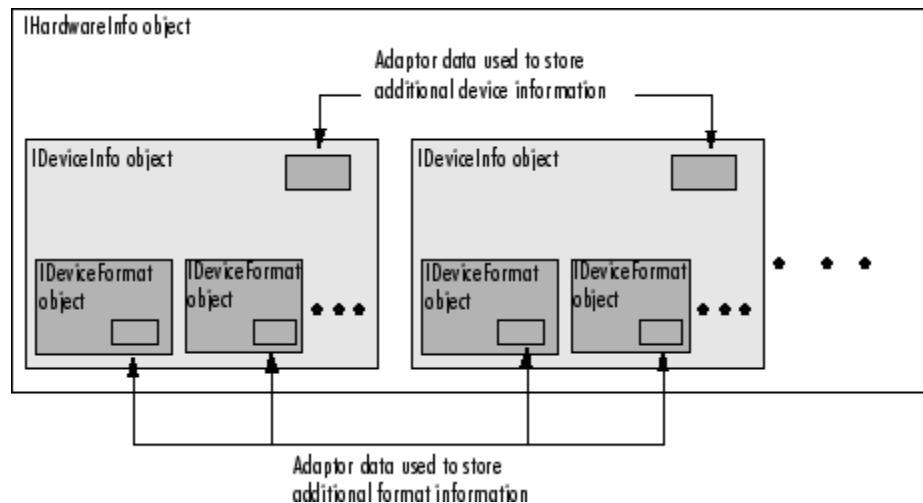 IHardwareInfo object
Adaptor data used to store
additional device information
IDeviceInfo object
IDeviceInfo object
IDeviceFormat
object
IDeviceFormat
object
IDeviceFormat
object
IDeviceFormat
object
Adaptor data used to store
additional format information